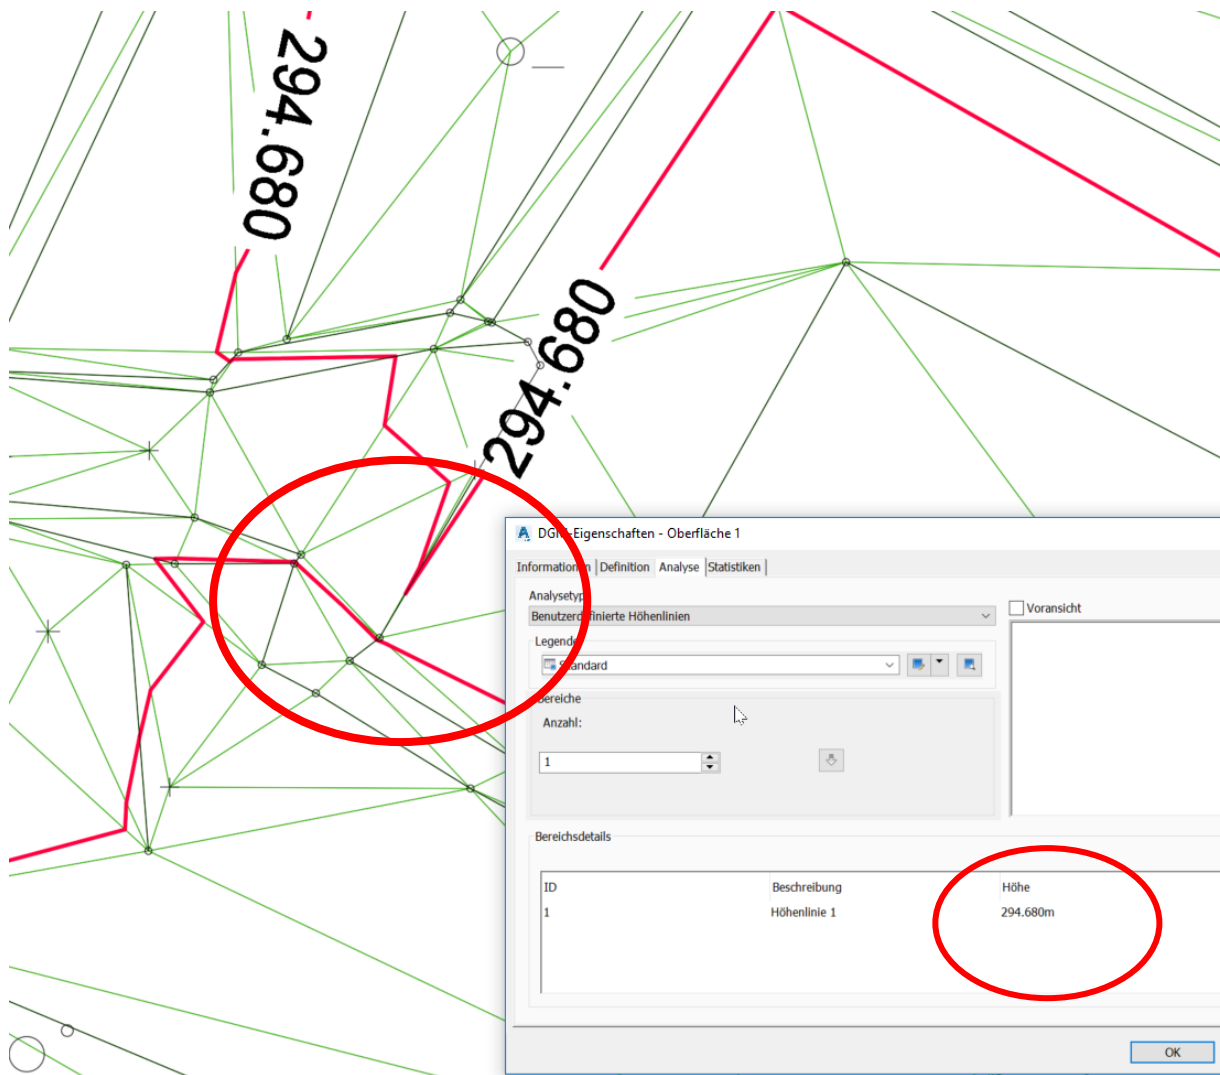 294.680
294.680
DGM-Eigenschaften - Oberfläche 1
Informationen Definition Analyse Statistiken
Analysetyp
Benutzerdefinierte Höhenlinien
Voransicht
Legende
Standard
Bereiche
Anzahl:
1
Bereichsdetails
ID Beschreibung Höhe
1 Höhenlinie 1 294.680m
OK